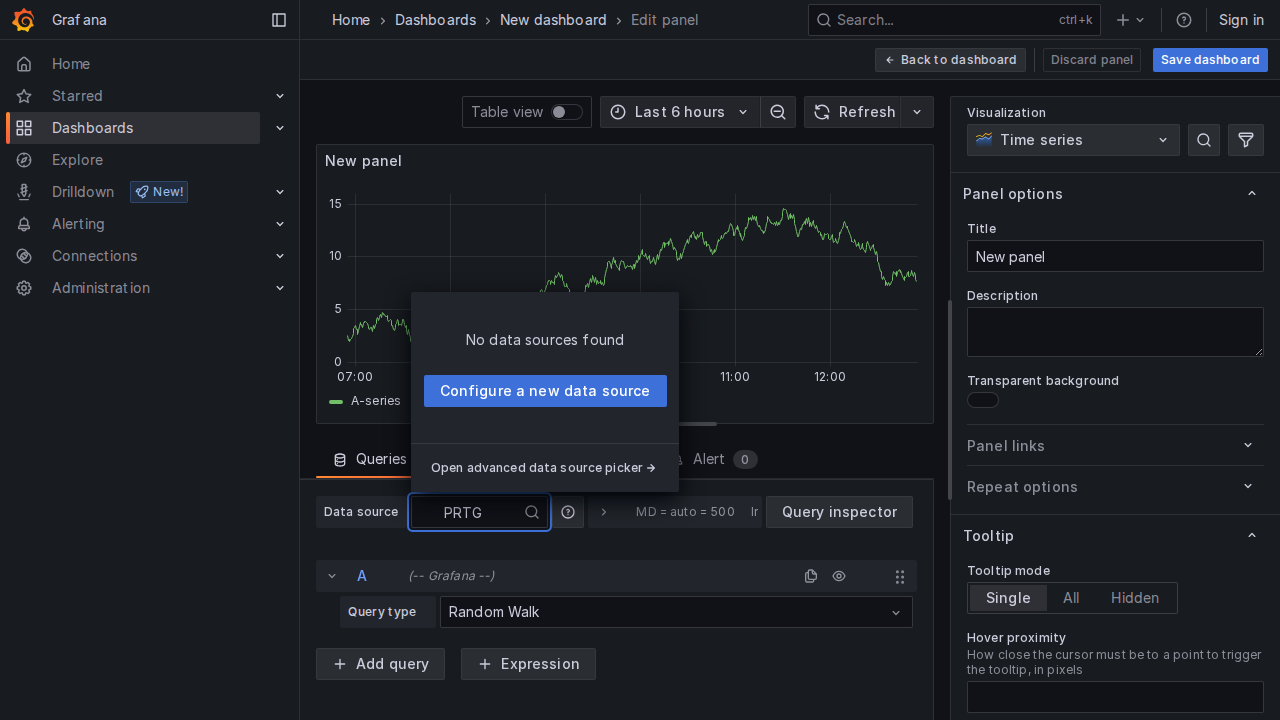 Grafana
Home
Dashboards
New dashboard
Edit panel
Search...
ctrl+k
Sign in
Home
Starred
Dashboards
Explore
Drilldown
New!
Alerting
Connections
Administration
Back to dashboard
Discard panel
Save dashboard
Table view
Last 6 hours
Refresh
New panel
15
10
5
0
07:00
11:00
12:00
A-series
No data sources found
Configure a new data source
Open advanced data source picker
Queries
Alert
0
Data source
PRTG
MD = auto = 500
Query inspector
A
(-- Grafana --)
Query type
Random Walk
Add query
Expression
Visualization
Time series
Panel options
Title
New panel
Description
Transparent background
Panel links
Repeat options
Tooltip
Tooltip mode
Single
All
Hidden
Hover proximity
How close the cursor must be to a point to trigger
the tooltip, in pixels